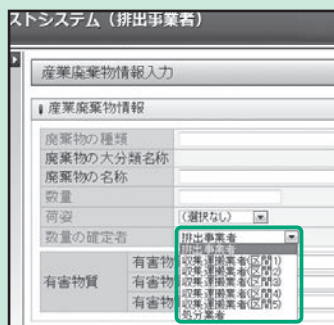 ストシステム（排出事業者）
産業廃棄物情報入力
産業廃棄物情報
廃棄物の種類
廃棄物の大分類名称
廃棄物の名称
数量
荷姿 （選択なし）
数量の確定者 排出事業者
排出事業者
収集運搬業者(区間1)
有害物 収集運搬業者(区間2)
有害物質 有害物 収集運搬業者(区間3)
収集運搬業者(区間4)
有害物 収集運搬業者(区間5)
処分業者